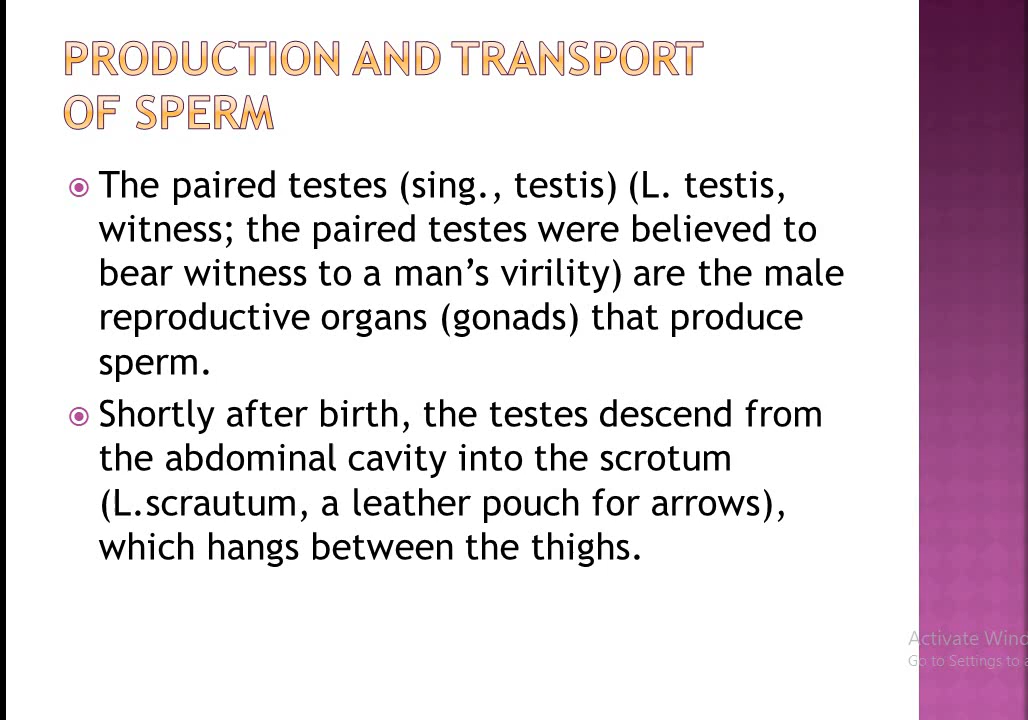 PRODUCTION AND TRANSPORT
OF SPERM
The paired testes (sing., testis) (L. testis,
witness; the paired testes were believed to
bear witness to a man’s virility) are the male
reproductive organs (gonads) that produce
sperm.
Shortly after birth, the testes descend from
the abdominal cavity into the scrotum
(L.scrautum, a leather pouch for arrows),
which hangs between the thighs.
Activate Wind
Go to Settings to a